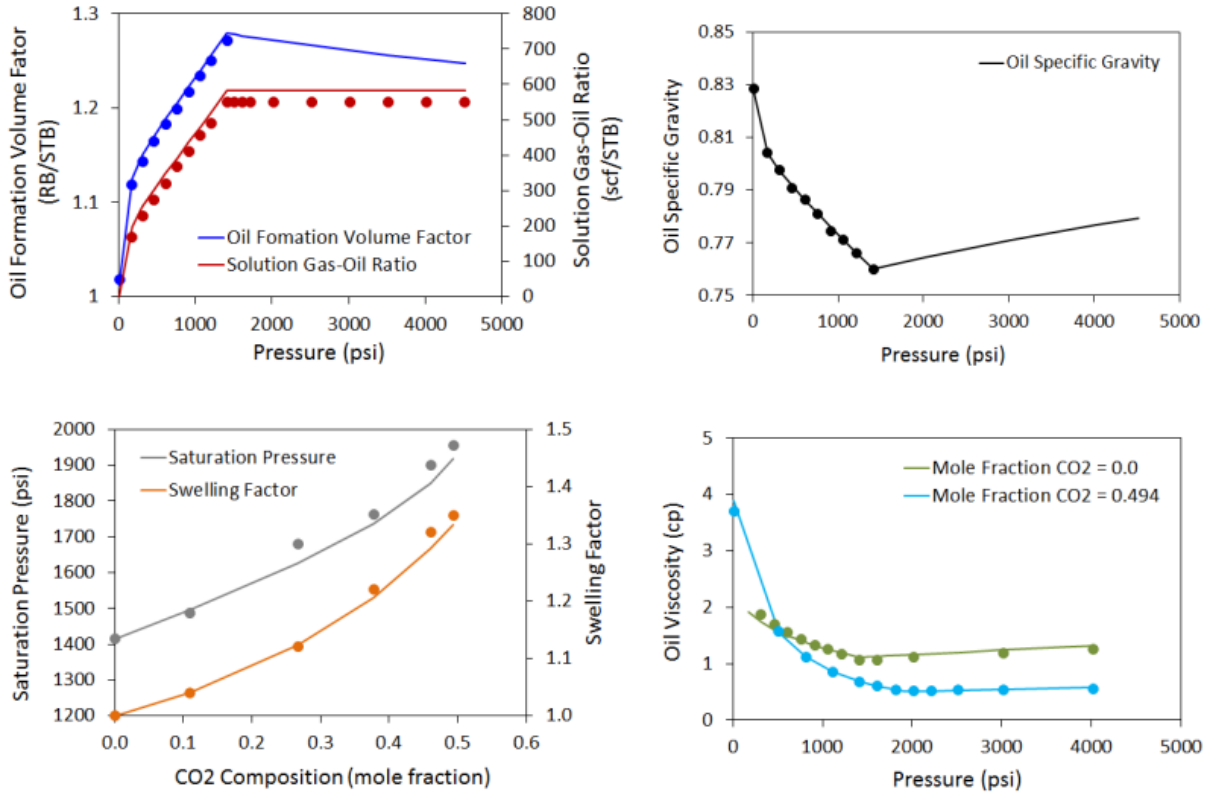 Oil Formation Volume Fator
(RB/STB)
1.3
1.2
1.1
1
800
700
600
500
400
300
200
100
0
Solution Gas-Oil Ratio
(scf/STB)
Oil Fomation Volume Factor
Solution Gas-Oil Ratio
0 1000 2000 3000 4000 5000
Pressure (psi)
Oil Specific Gravity
0.85
0.83
0.81
0.79
0.77
0.75
Oil Specific Gravity
0 1000 2000 3000 4000 5000
Pressure (psi)
Saturation Pressure (psi)
2000
1900
1800
1700
1600
1500
1400
1300
1200
1.5
1.4
1.3
1.2
1.1
1.0
Swelling Factor
Saturation Pressure
Swelling Factor
0.0 0.1 0.2 0.3 0.4 0.5 0.6
CO2 Composition (mole fraction)
Oil Viscosity (cp)
5
4
3
2
1
0
Mole Fraction CO2 = 0.0
Mole Fraction CO2 = 0.494
0 1000 2000 3000 4000 5000
Pressure (psi)